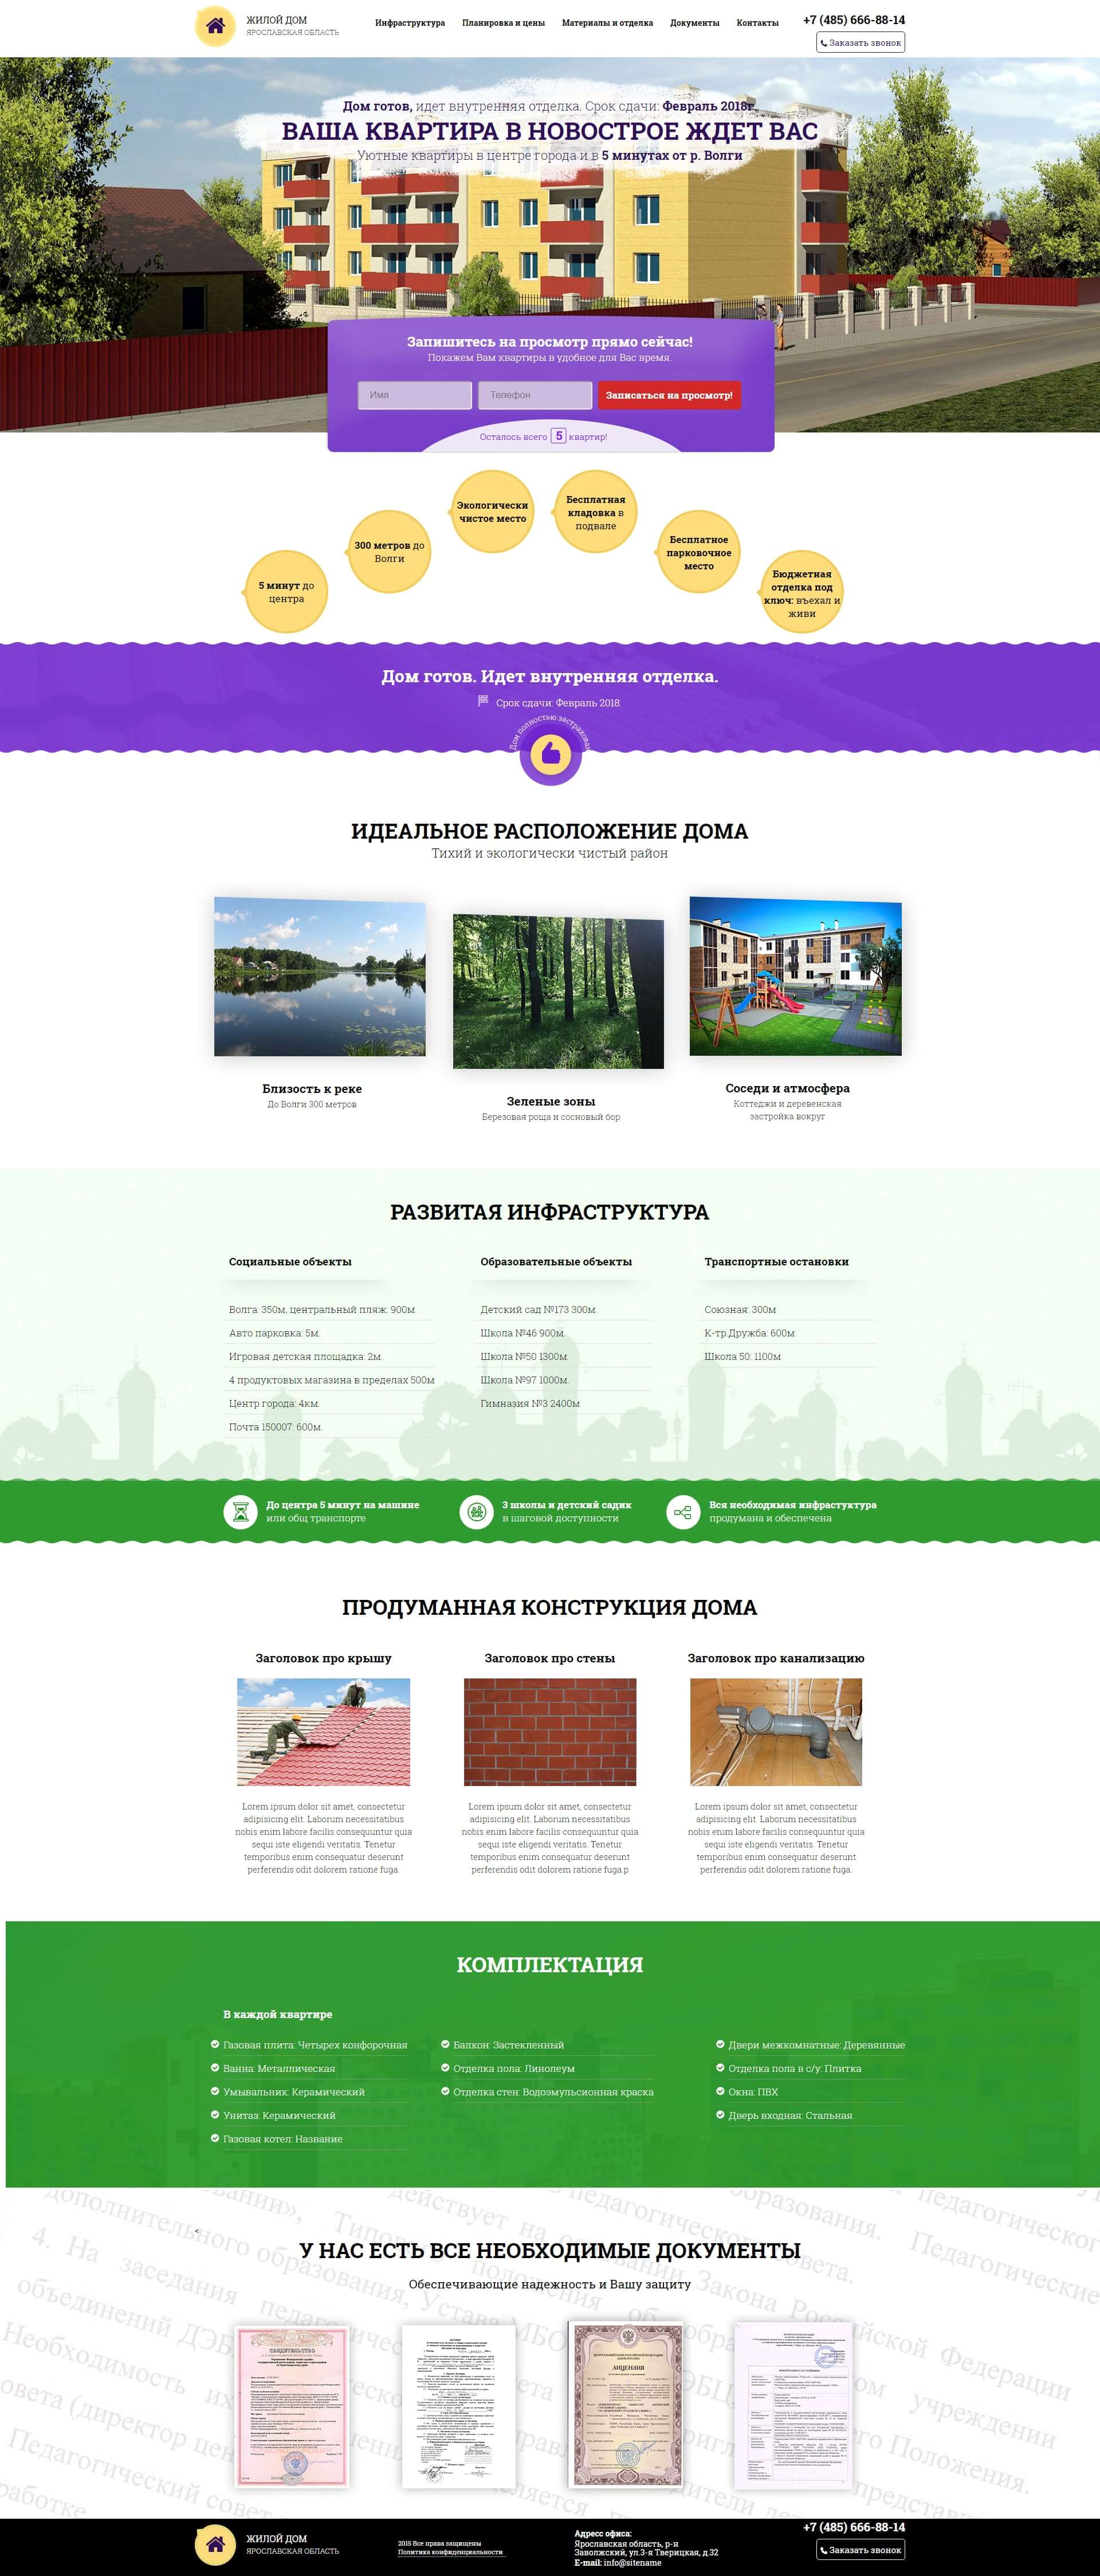 ЖИЛОЙ ДОМ
ЯРОСЛАВСКАЯ ОБЛАСТЬ
Инфраструктура Планировка и цены Материалы и отделка Документы Контакты
+7 (485) 666-88-14
Заказать звонок
Дом готов, идет внутренняя отделка. Срок сдачи: Февраль 2018г.
ВАША КВАРТИРА В НОВОСТРОЕ ЖДЕТ ВАС
Уютные квартиры в центре города и в 5 минутах от р. Волги
Запишитесь на просмотр прямо сейчас!
Покажем Вам квартиры в удобное для Вас время.
Имя
Телефон
Записаться на просмотр!
Осталось всего 5 квартир!
5 минут до
центра
300 метров до
Волги
Экологически
чистое место
Бесплатная
кладовка в
подвале
Бесплатное
парковочное
место
Бюджетная
отделка под
ключ: въехал и
живи
Дом готов. Идет внутренняя отделка.
Срок сдачи: Февраль 2018.
Дом полностью застрахован
ИДЕАЛЬНОЕ РАСПОЛОЖЕНИЕ ДОМА
Тихий и экологически чистый район
Близость к реке
До Волги 300 метров
Зеленые зоны
Березовая роща и сосновый бор
Соседи и атмосфера
Коттеджи и деревенская
застройка вокруг
РАЗВИТАЯ ИНФРАСТРУКТУРА
Социальные объекты
Волга: 350м, центральный пляж: 900м
Авто парковка: 5м.
Игровая детская площадка: 2м.
4 продуктовых магазина в пределах 500м
Центр города: 4км.
Почта 150007: 600м.
Образовательные объекты
Детский сад №173 300м.
Школа №46 900м.
Школа №50 1300м.
Школа №97 1000м.
Гимназия №3 2400м
Транспортные остановки
Союзная: 300м
К-тр.Дружба: 600м
Школа 50: 1100м
До центра 5 минут на машине
или общ транспорте
3 школы и детский садик
в шаговой доступности
Вся необходимая инфрастуктура
продумана и обеспечена
ПРОДУМАННАЯ КОНСТРУКЦИЯ ДОМА
Заголовок про крышу
Lorem ipsum dolor sit amet, consectetur
adipisicing elit. Laborum necessitatibus
nobis enim labore facilis consequuntur quia
sequi iste eligendi veritatis. Tenetur
temporibus enim consequatur deserunt
perferendis odit dolorem ratione fuga.
Заголовок про стены
Lorem ipsum dolor sit amet, consectetur
adipisicing elit. Laborum necessitatibus
nobis enim labore facilis consequuntur quia
sequi iste eligendi veritatis. Tenetur
temporibus enim consequatur deserunt
perferendis odit dolorem ratione fuga.p
Заголовок про канализацию
Lorem ipsum dolor sit amet, consectetur
adipisicing elit. Laborum necessitatibus
nobis enim labore facilis consequuntur quia
sequi iste eligendi veritatis. Tenetur
temporibus enim consequatur deserunt
perferendis odit dolorem ratione fuga.
КОМПЛЕКТАЦИЯ
В каждой квартире
Газовая плита: Четырех конфорочная
Ванна: Металлическая
Умывальник: Керамический
Унитаз: Керамический
Газовая котел: Название
Балкон: Застекленный
Отделка пола: Линолеум
Отделка стен: Водоэмульсионная краска
Двери межкомнатные: Деревянные
Отделка пола в с/у: Плитка
Окна: ПВХ
Дверь входная: Стальная
<
У НАС ЕСТЬ ВСЕ НЕОБХОДИМЫЕ ДОКУМЕНТЫ
Обеспечивающие надежность и Вашу защиту
СВИДЕТЕЛЬСТВО
ЛИЦЕНЗИЯ
ЖИЛОЙ ДОМ
ЯРОСЛАВСКАЯ ОБЛАСТЬ
2015 Все права защищены
Политика конфиденциальности
Адресс офиса:
Ярославская область, р-н
Заволжский, ул.3-я Тверицкая, д.32
E-mail: info@sitename
+7 (485) 666-88-14
Заказать звонок